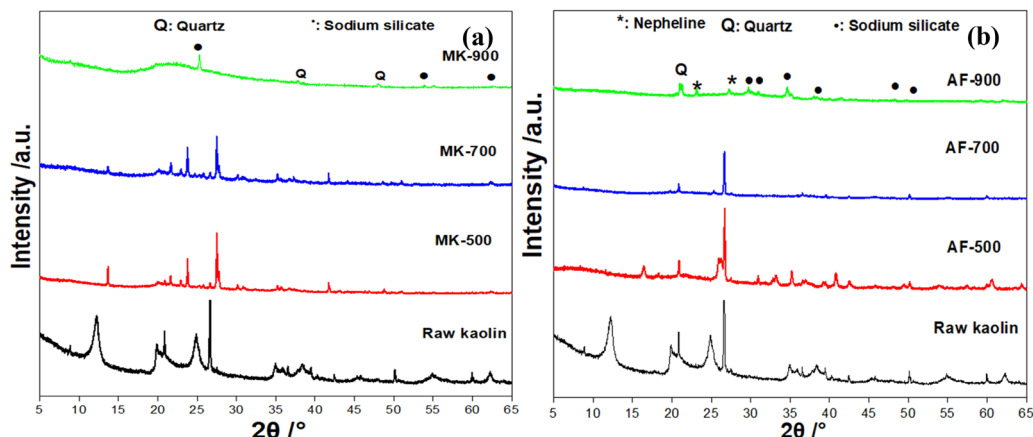 Q: Quartz
•: Sodium silicate
(a)
MK-900
Q
Q
MK-700
MK-500
Raw kaolin
Intensity /a.u.
5 10 15 20 25 30 35 40 45 50 55 60 65
2θ /°
*: Nepheline
Q: Quartz
•: Sodium silicate
(b)
AF-900
Q
*
*
AF-700
AF-500
Raw kaolin
Intensity /a.u.
5 10 15 20 25 30 35 40 45 50 55 60 65
2θ /°